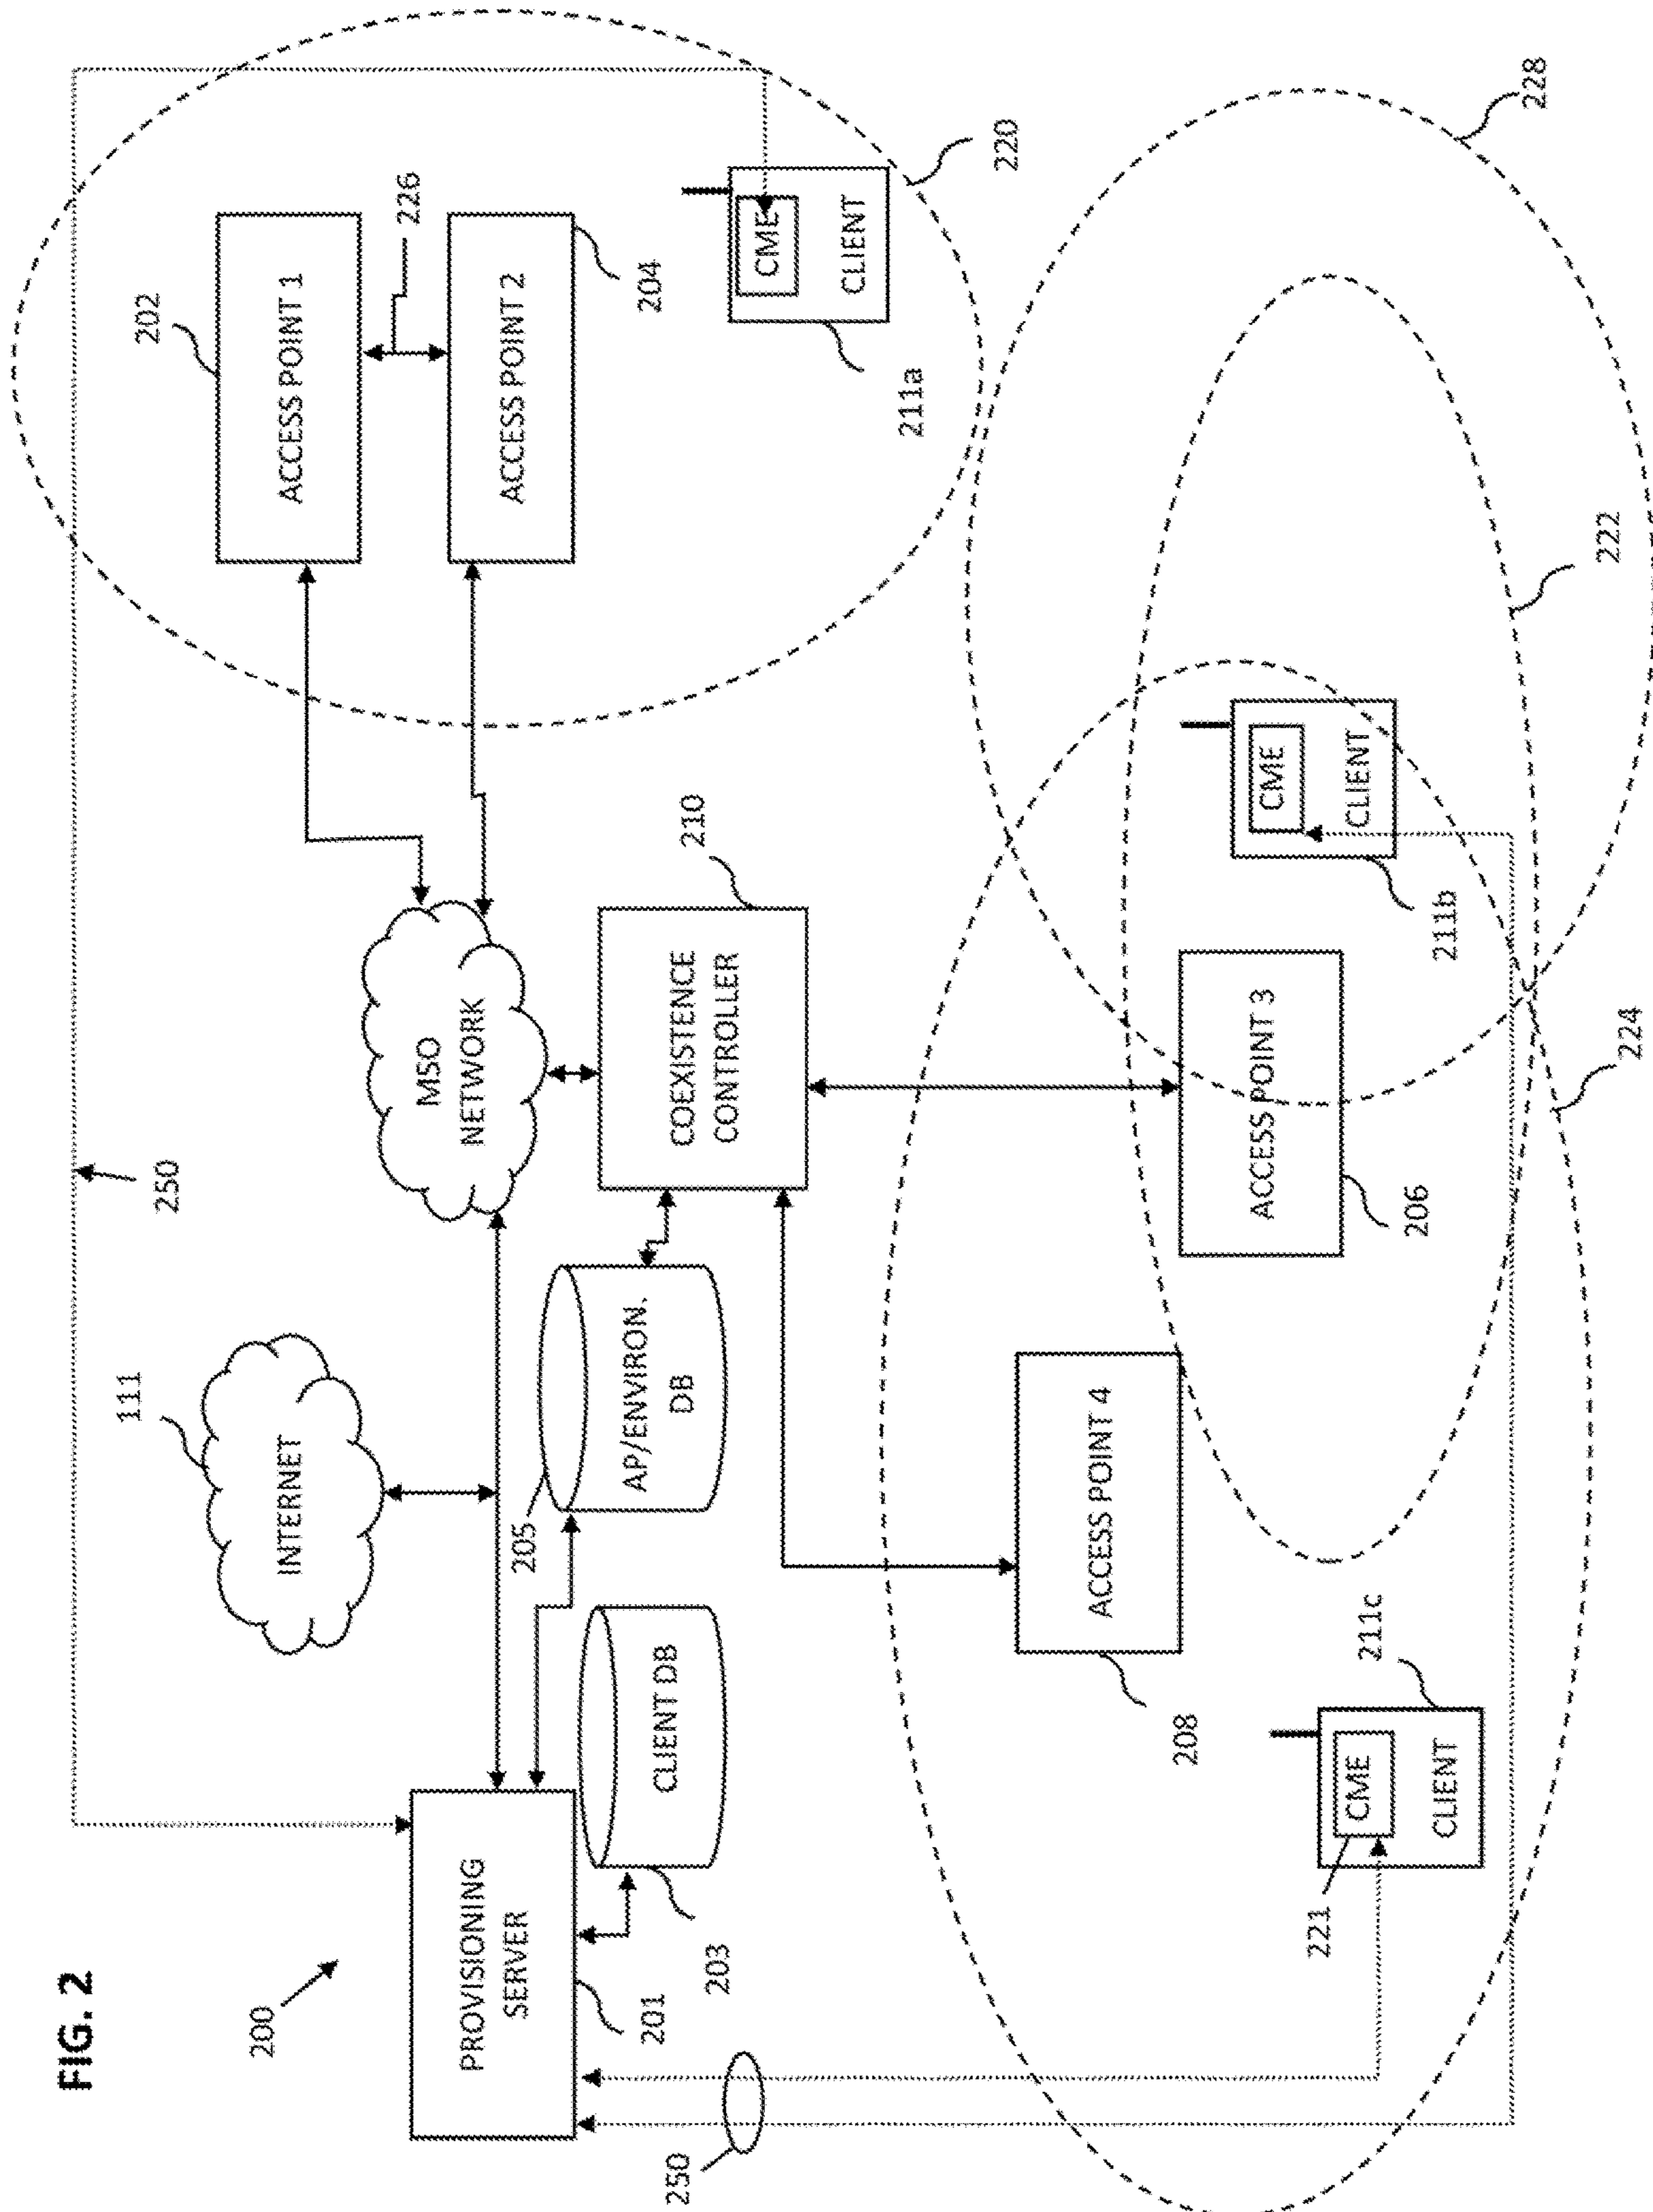 FIG. 2
200
250
INTERNET
111
PROVISIONING
SERVER
201
CLIENT DB
203
AP/ENVIRON.
DB
205
MSO
NETWORK
COEXISTENCE
CONTROLLER
210
ACCESS POINT 1
202
226
ACCESS POINT 2
204
CME
CLIENT
211a
220
250
ACCESS POINT 4
208
ACCESS POINT 3
206
CME
CLIENT
211b
CME
CLIENT
211c
221
224
222
228